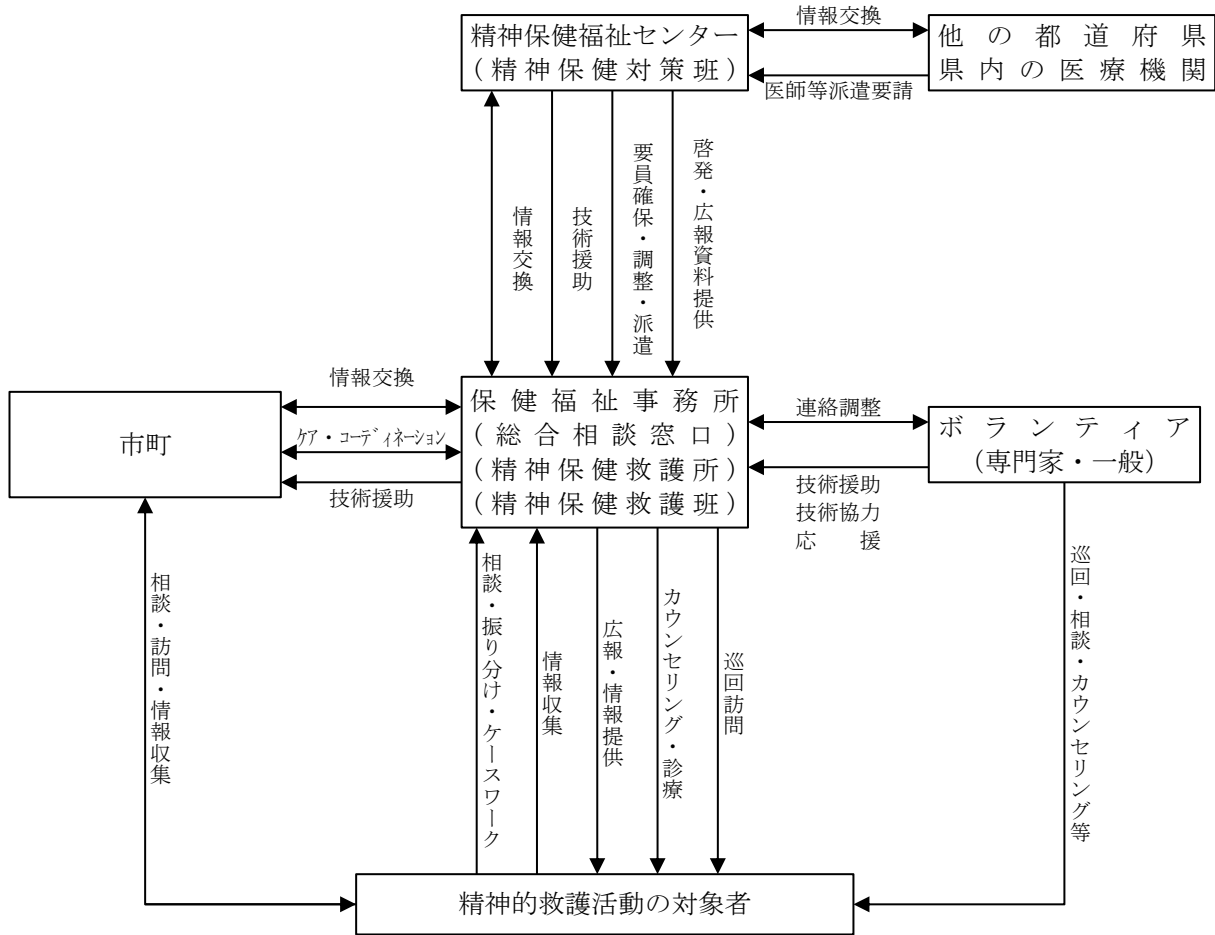 精神保健福祉センター
(精神保健対策班)
情報交換
医師等派遣要請
他の都道府県
県内の医療機関
情報交換
技術援助
要員確保・調整・派遣
啓発・広報資料提供
市町
情報交換
ケア・コーディネーション
技術援助
保健福祉事務所
(総合相談窓口)
(精神保健救護所)
(精神保健救護班)
連絡調整
技術援助
技術協力
応援
ボランティア
(専門家・一般)
相談・訪問・情報収集
相談・振り分け・ケースワーク
情報収集
広報・情報提供
カウンセリング・診療
巡回訪問
巡回・相談・カウンセリング等
精神的救護活動の対象者